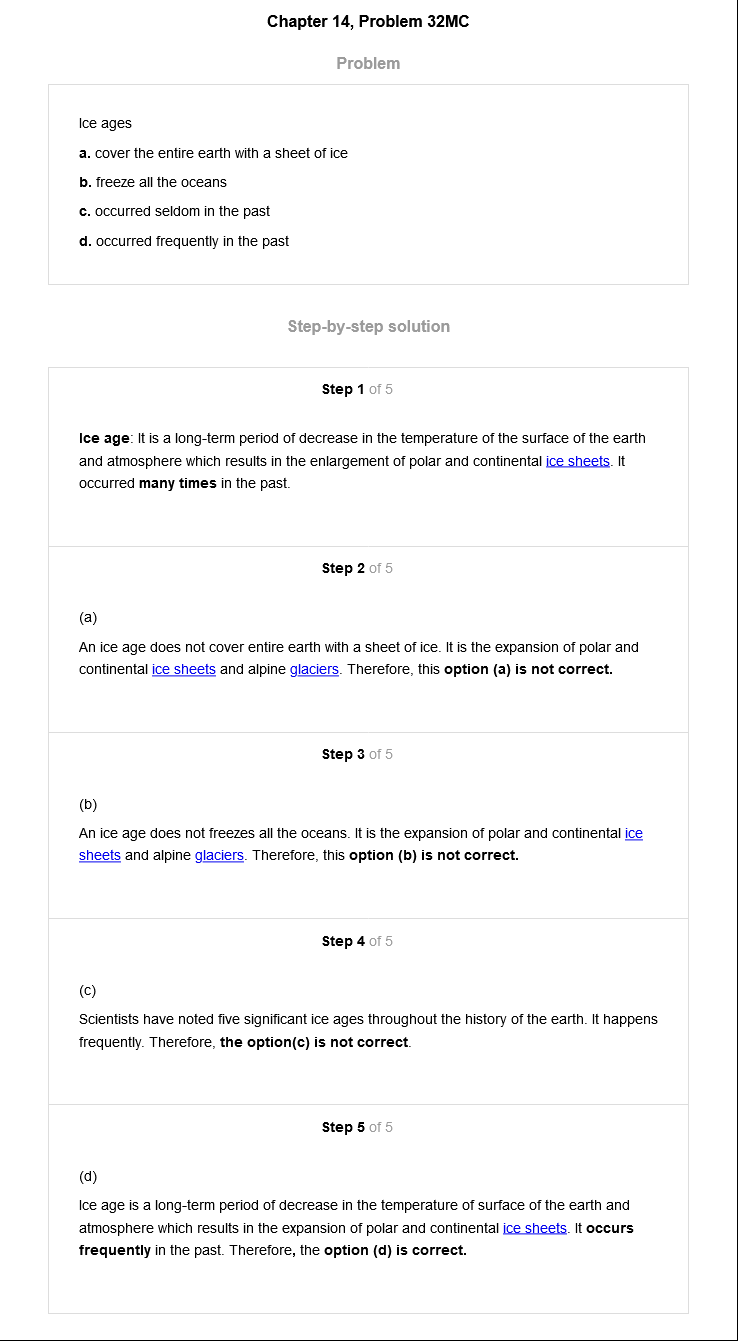 Chapter 14, Problem 32MC
Problem
Ice ages
a. cover the entire earth with a sheet of ice
b. freeze all the oceans
c. occurred seldom in the past
d. occurred frequently in the past
Step-by-step solution
Step 1 of 5
Ice age: It is a long-term period of decrease in the temperature of the surface of the earth
and atmosphere which results in the enlargement of polar and continental ice sheets. It
occurred many times in the past.
Step 2 of 5
(a)
An ice age does not cover entire earth with a sheet of ice. It is the expansion of polar and
continental ice sheets and alpine glaciers. Therefore, this option (a) is not correct.
Step 3 of 5
(b)
An ice age does not freezes all the oceans. It is the expansion of polar and continental ice
sheets and alpine glaciers. Therefore, this option (b) is not correct.
Step 4 of 5
(c)
Scientists have noted five significant ice ages throughout the history of the earth. It happens
frequently. Therefore, the option(c) is not correct.
Step 5 of 5
(d)
Ice age is a long-term period of decrease in the temperature of surface of the earth and
atmosphere which results in the expansion of polar and continental ice sheets. It occurs
frequently in the past. Therefore, the option (d) is correct.